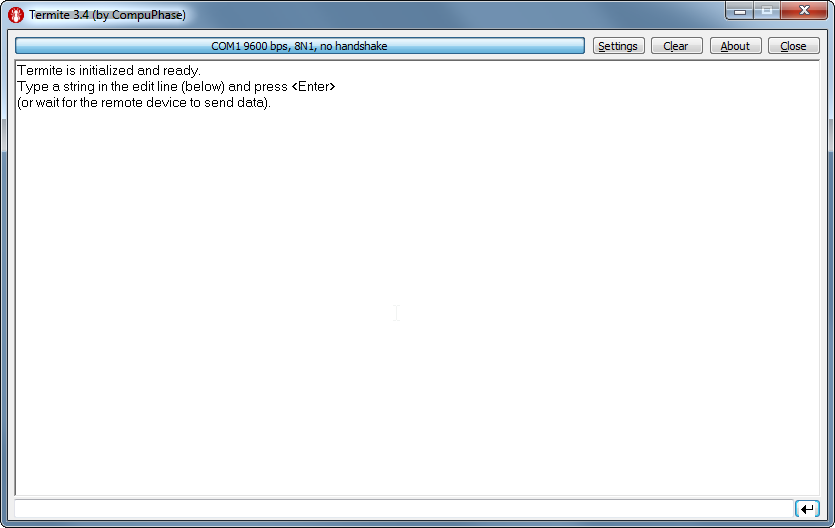 Termite 3.4 (by CompuPhase)
COM1 9600 bps, 8N1, no handshake
Settings
Clear
About
Close
Termite is initialized and ready.
Type a string in the edit line (below) and press <Enter>
(or wait for the remote device to send data).